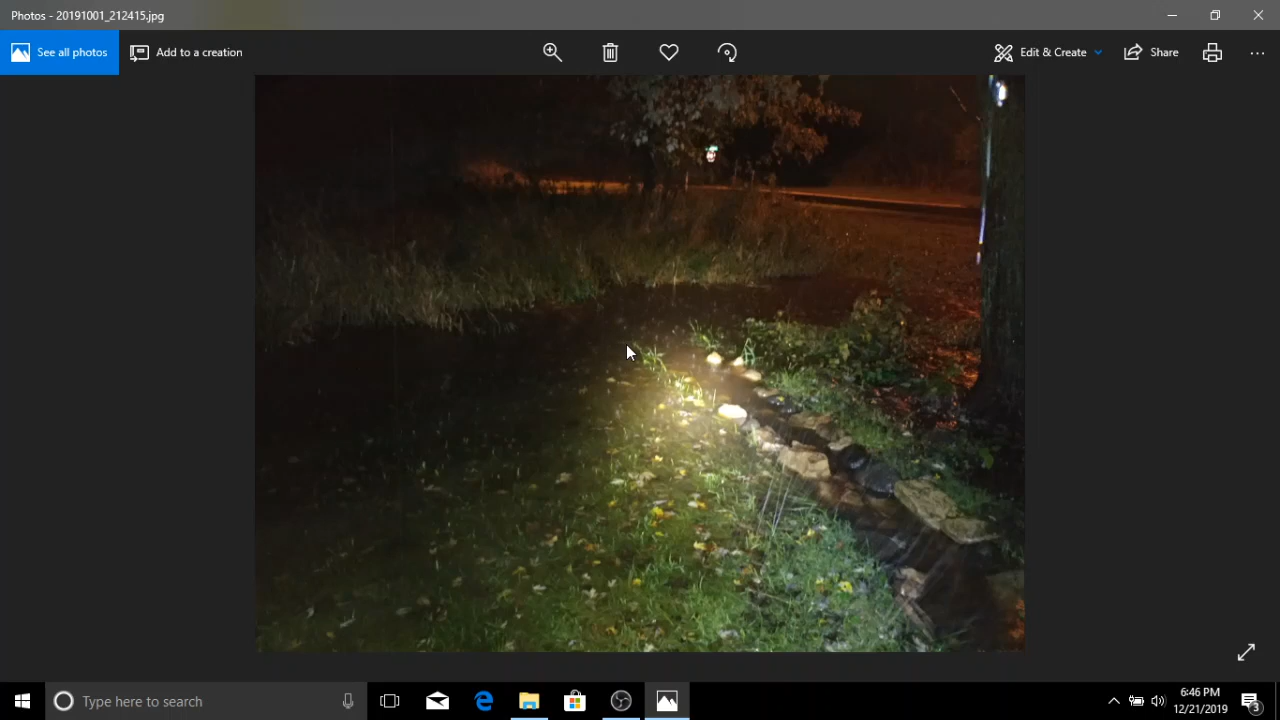 Photos - 20191001_212415.jpg
See all photos
Add to a creation
Edit & Create
Share
Type here to search
6:46 PM
12/21/2019
3